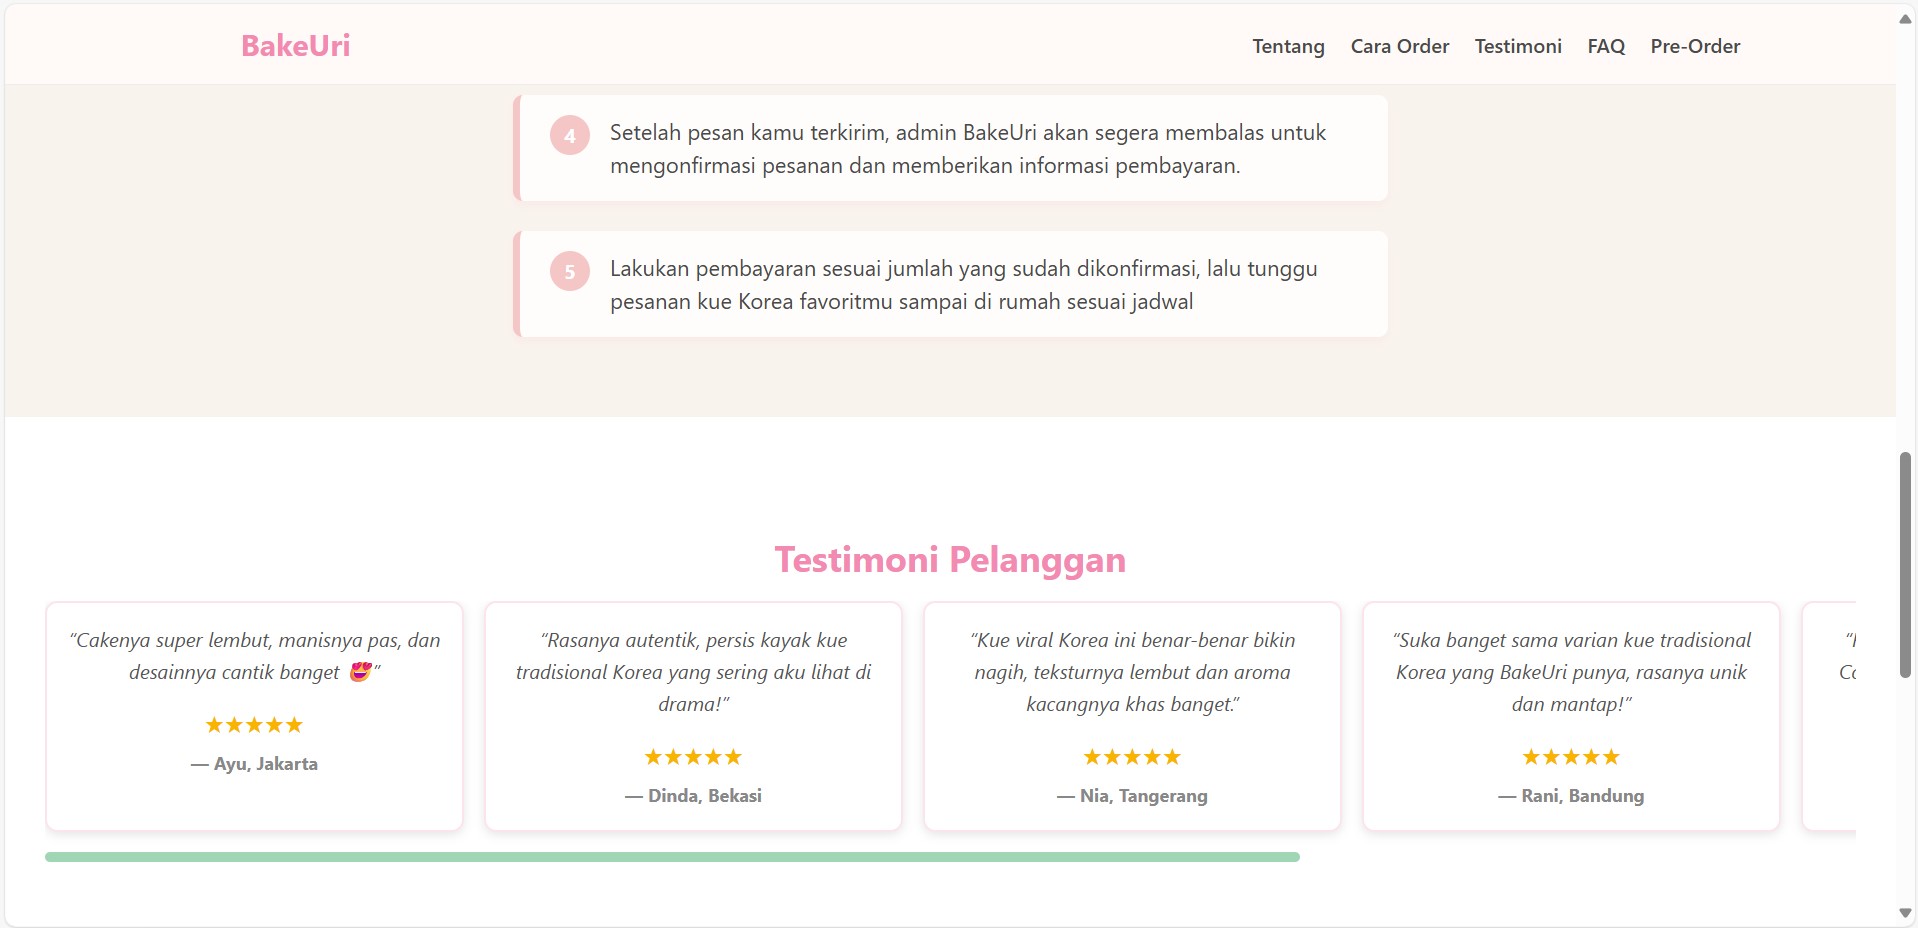 BakeUri
Tentang
Cara Order
Testimoni
FAQ
Pre-Order
4
Setelah pesan kamu terkirim, admin BakeUri akan segera membalas untuk
mengonfirmasi pesanan dan memberikan informasi pembayaran.
5
Lakukan pembayaran sesuai jumlah yang sudah dikonfirmasi, lalu tunggu
pesanan kue Korea favoritmu sampai di rumah sesuai jadwal
Testimoni Pelanggan
“Cakenya super lembut, manisnya pas, dan
desainnya cantik banget 😍”
★★★★★
— Ayu, Jakarta
“Rasanya autentik, persis kayak kue
tradisional Korea yang sering aku lihat di
drama!”
★★★★★
— Dinda, Bekasi
“Kue viral Korea ini benar-benar bikin
nagih, teksturnya lembut dan aroma
kacangnya khas banget.”
★★★★★
— Nia, Tangerang
“Suka banget sama varian kue tradisional
Korea yang BakeUri punya, rasanya unik
dan mantap!”
★★★★★
— Rani, Bandung